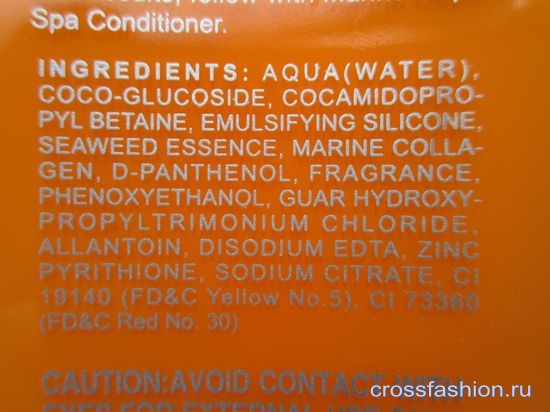 Spa Conditioner.
INGREDIENTS: AQUA(WATER),
COCO-GLUCOSIDE, COCAMIDOPRO-
PYL BETAINE, EMULSIFYING SILICONE,
SEAWEED ESSENCE, MARINE COLLA-
GEN, D-PANTHENOL, FRAGRANCE,
PHENOXYETHANOL, GUAR HYDROXY-
PROPYLTRIMONIUM CHLORIDE,
ALLANTOIN, DISODIUM EDTA, ZINC
PYRITHIONE, SODIUM CITRATE, CI
19140 (FD&C Yellow No.5), CI 73360
(FD&C Red No. 30)
CAUTION:AVOID CONTACT WITH
crossfashion.ru